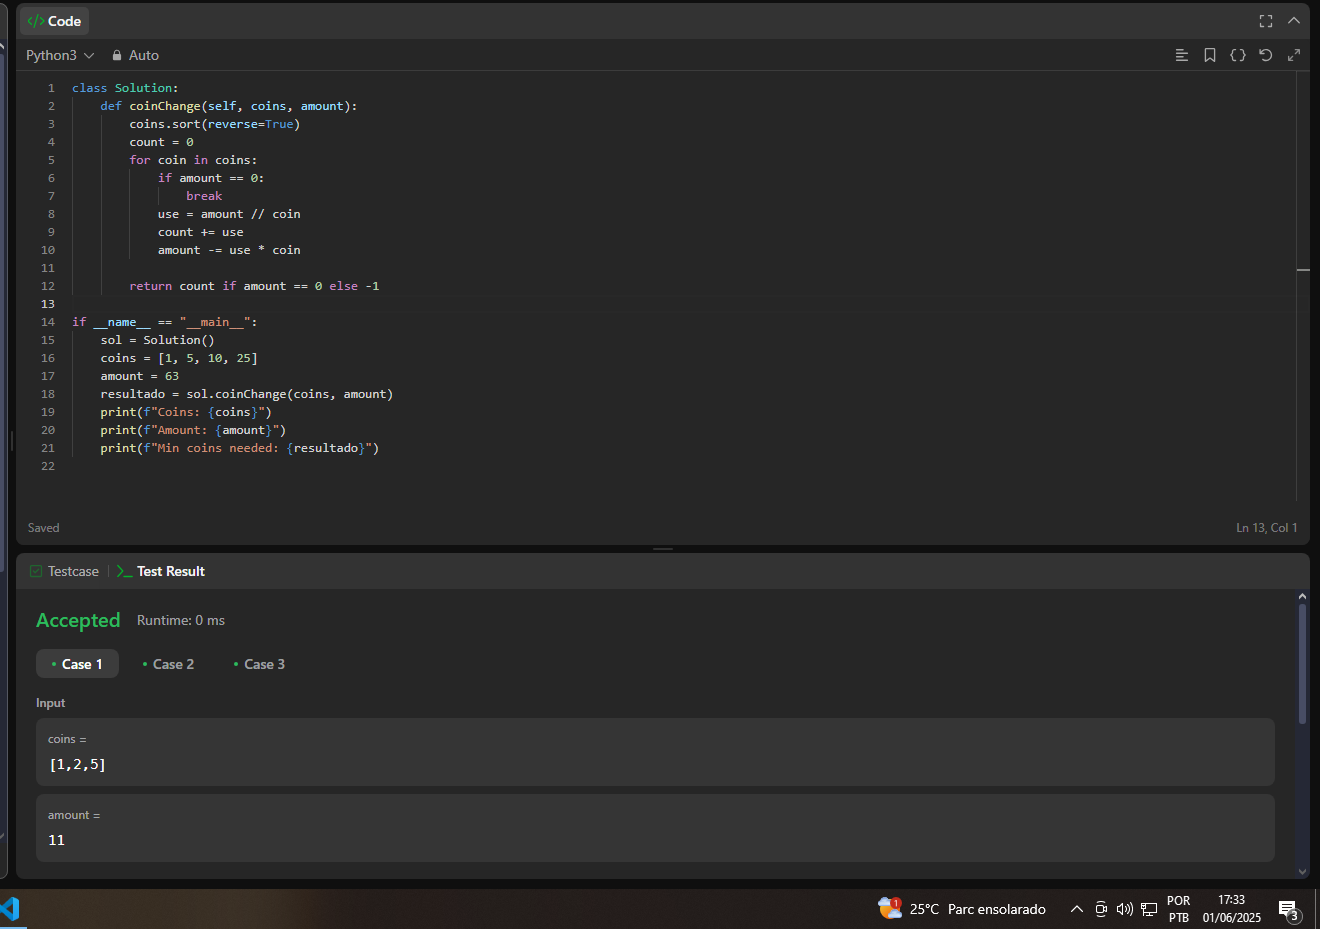 </> Code
Python3 Auto
1 class Solution:
2 def coinChange(self, coins, amount):
3 coins.sort(reverse=True)
4 count = 0
5 for coin in coins:
6 if amount == 0:
7 break
8 use = amount // coin
9 count += use
10 amount -= use * coin
11
12 return count if amount == 0 else -1
13
14 if __name__ == "__main__":
15 sol = Solution()
16 coins = [1, 5, 10, 25]
17 amount = 63
18 resultado = sol.coinChange(coins, amount)
19 print(f"Coins: {coins}")
20 print(f"Amount: {amount}")
21 print(f"Min coins needed: {resultado}")
22
Saved Ln 13, Col 1
Testcase >_ Test Result
Accepted Runtime: 0 ms
• Case 1 • Case 2 • Case 3
Input
coins =
[1,2,5]
amount =
11
1 25°C Parc ensolarado POR PTB 17:33 01/06/2025 3